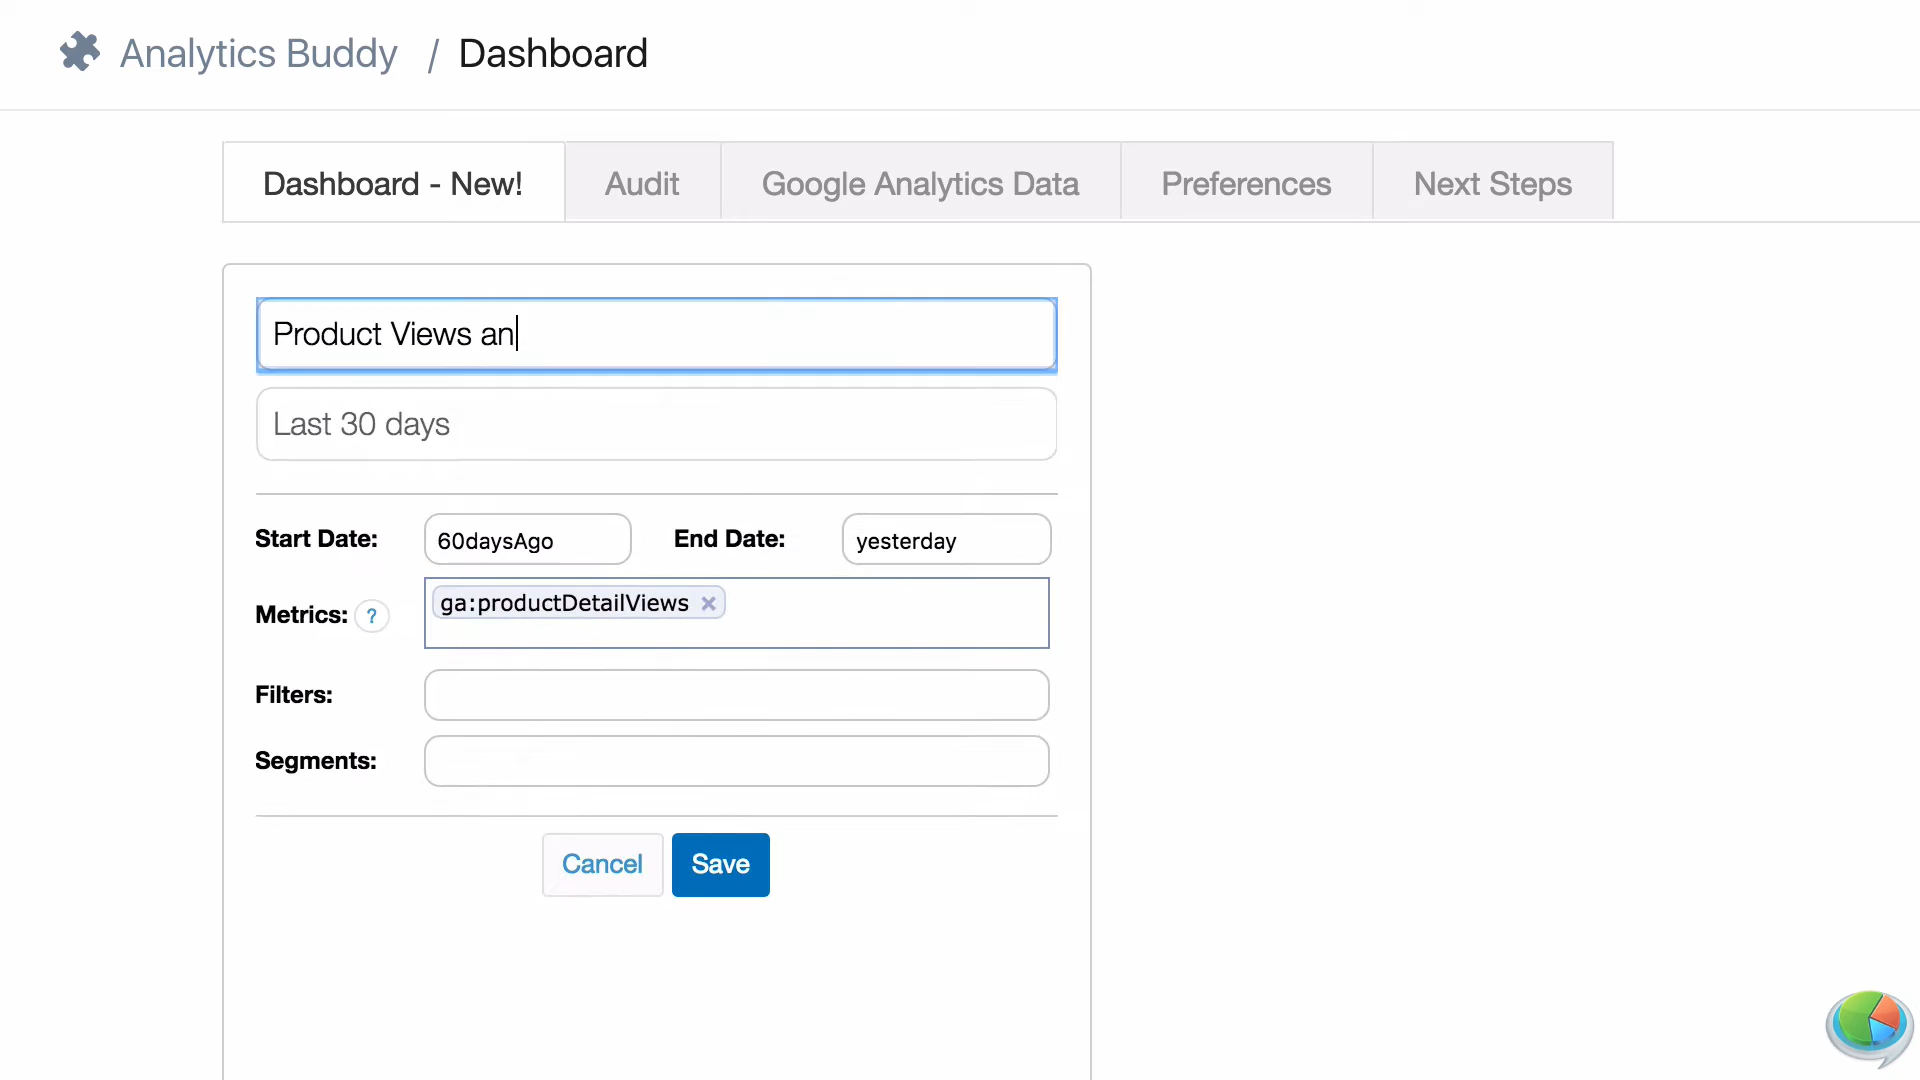 Analytics Buddy / Dashboard
Dashboard - New! Audit Google Analytics Data Preferences Next Steps
Product Views an
Last 30 days
Start Date: 60daysAgo End Date: yesterday
Metrics: ? ga:productDetailViews ×
Filters:
Segments:
Cancel Save